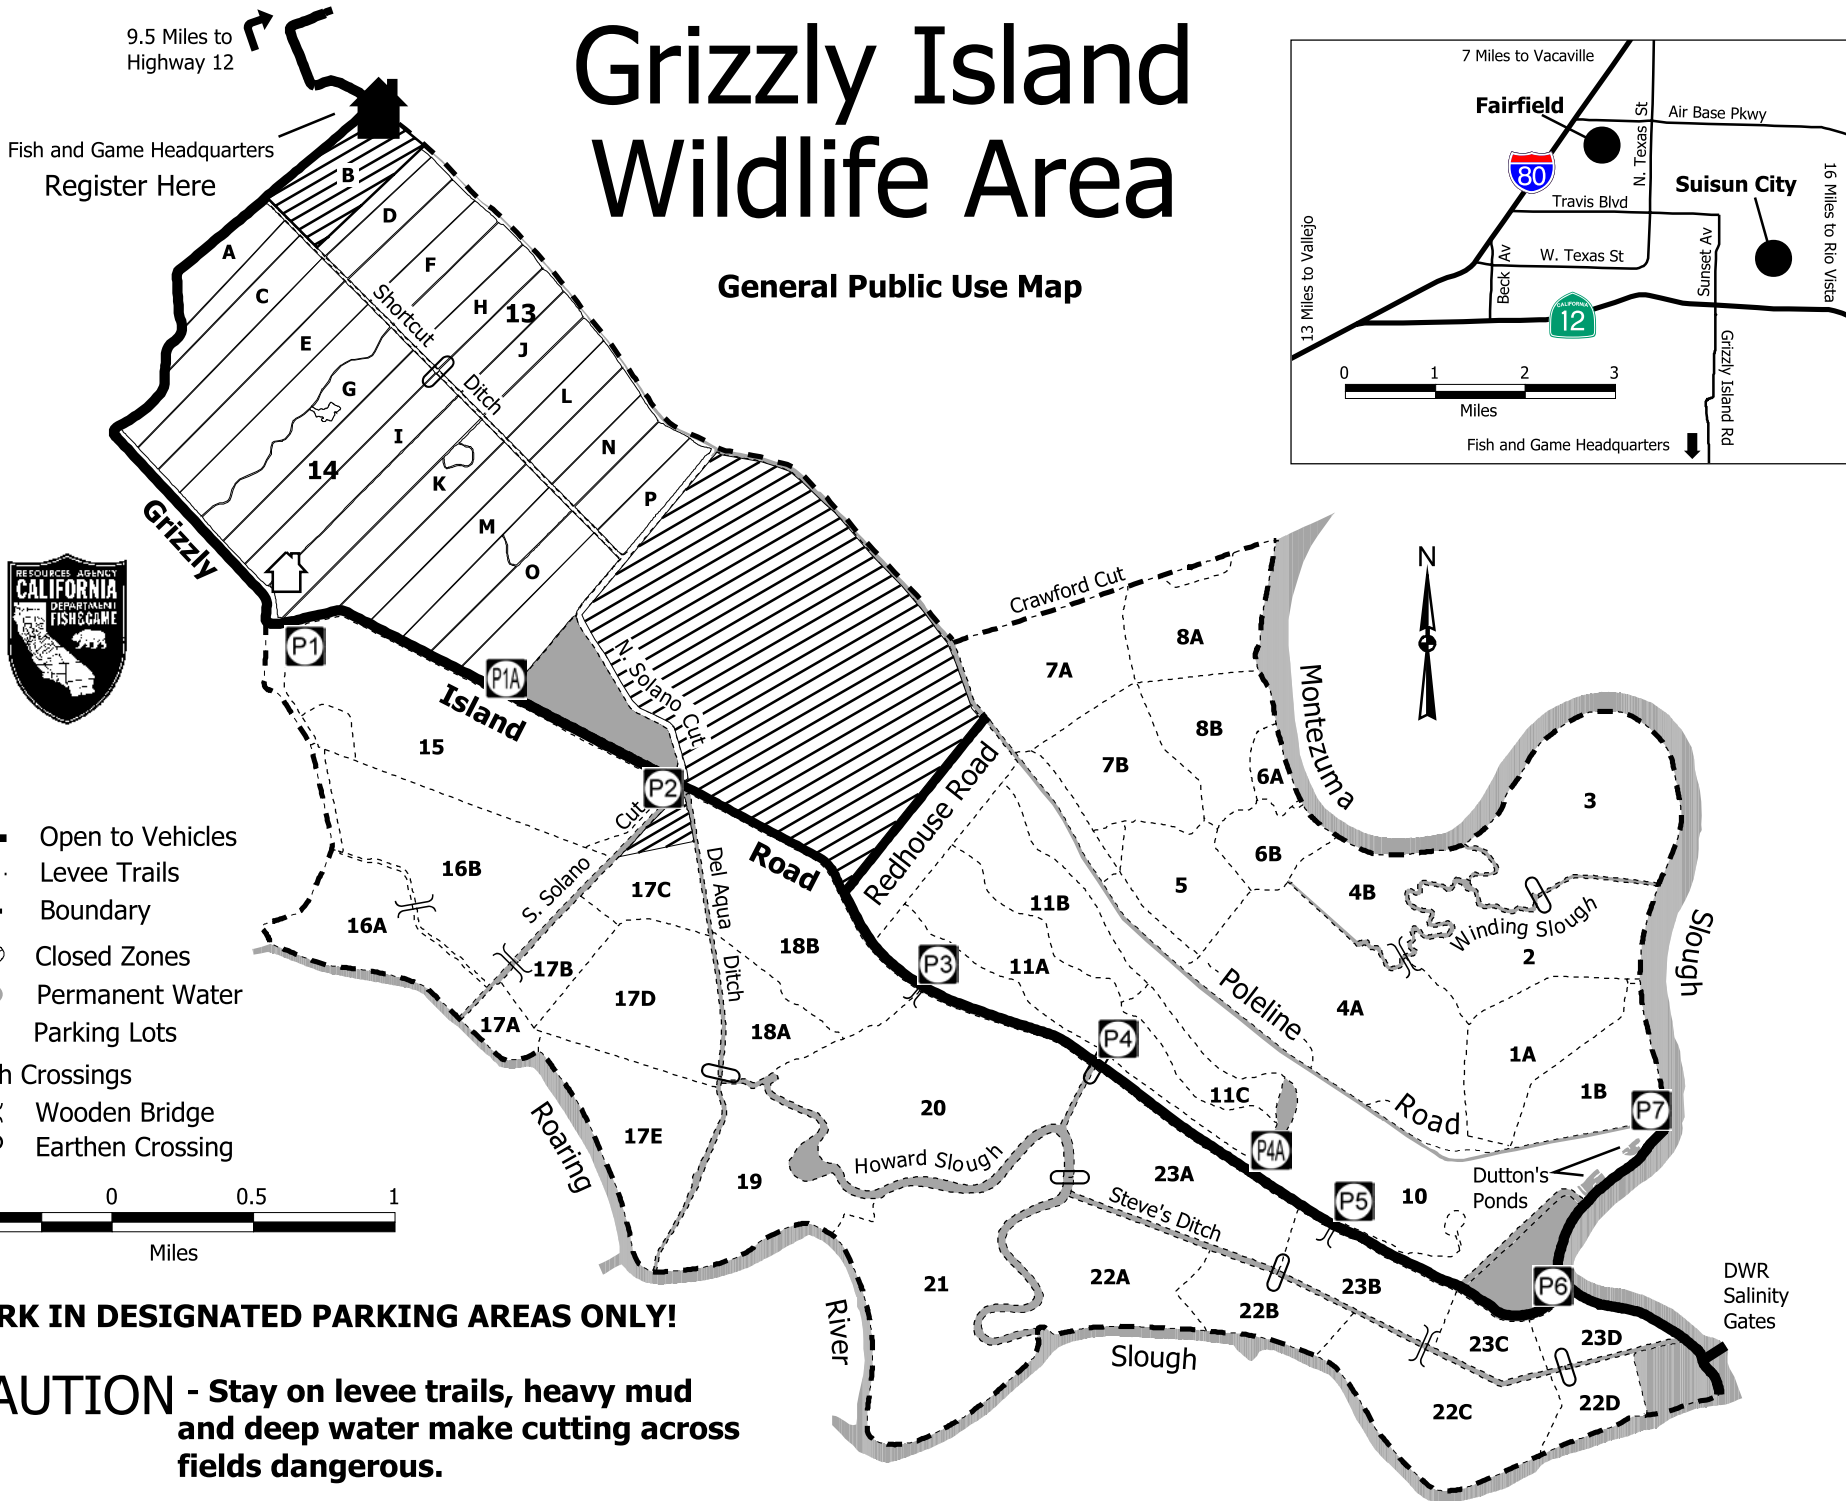 Grizzly Island
Wildlife Area
General Public Use Map
9.5 Miles to
Highway 12
Fish and Game Headquarters
Register Here
7 Miles to Vacaville
Fairfield
N. Texas St
Air Base Pkwy
80
Suisun City
16 Miles to Rio Vista
Travis Blvd
13 Miles to Vallejo
Beck Av
W. Texas St
Sunset Av
CALIFORNIA
12
Grizzly Island Rd
0 1 2 3
Miles
Fish and Game Headquarters
B
D
A
F
C
H
13
Shortcut
E
J
G
Ditch
L
I
N
14
K
P
M
O
Grizzly
RESOURCES AGENCY
CALIFORNIA
DEPARTMENT
FISH&GAME
P1
P1A
Island
N. Solano Cut
15
P2
Cut
S. Solano
Road
Redhouse Road
Crawford Cut
N
8A
7A
Montezuma
8B
7B
6A
3
6B
5
4B
Winding Slough
2
Slough
16B
17C
Del Aqua
Ditch
16A
18B
11B
P3
17B
11A
17D
Poleline
4A
17A
18A
P4
1A
11C
1B
P7
Road
20
17E
Roaring
P4A
Howard Slough
Dutton's
Ponds
19
23A
10
P5
Steve's Ditch
21
22A
P6
23B
22B
DWR
Salinity
Gates
River
23C
23D
Slough
22C
22D
Open to Vehicles
Levee Trails
Boundary
Closed Zones
Permanent Water
Parking Lots
h Crossings
Wooden Bridge
Earthen Crossing
0 0.5 1
Miles
RK IN DESIGNATED PARKING AREAS ONLY!
AUTION - Stay on levee trails, heavy mud
and deep water make cutting across
fields dangerous.